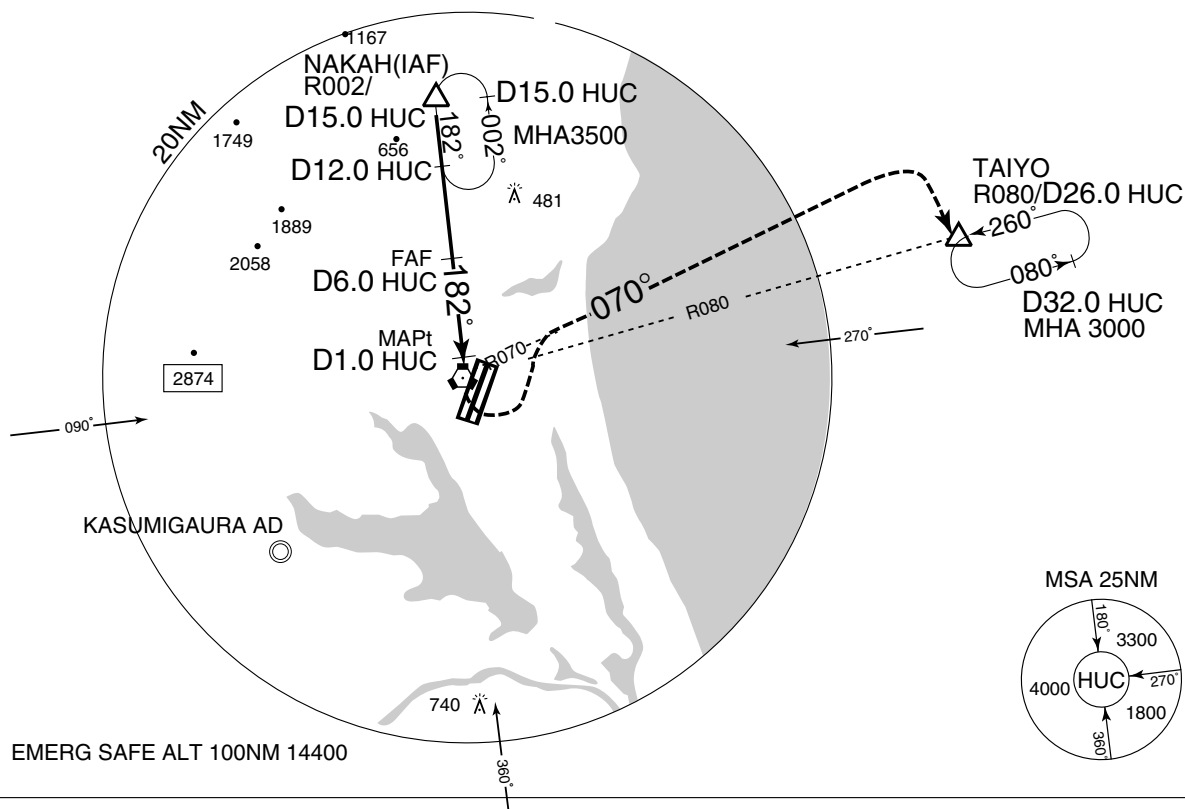 1167
NAKAH(IAF)
R002/
D15.0 HUC
D15.0 HUC
MHA3500
20NM
1749
656
182°
002°
D12.0 HUC
481
TAIYO
R080/D26.0 HUC
260°
080°
D32.0 HUC
MHA 3000
1889
2058
FAF
D6.0 HUC
182°
070°
R080
270°
MAPt
D1.0 HUC
R070
2874
090°
KASUMIGAURA AD
MSA 25NM
180°
3300
HUC
270°
4000
1800
360°
740
EMERG SAFE ALT 100NM 14400
360°